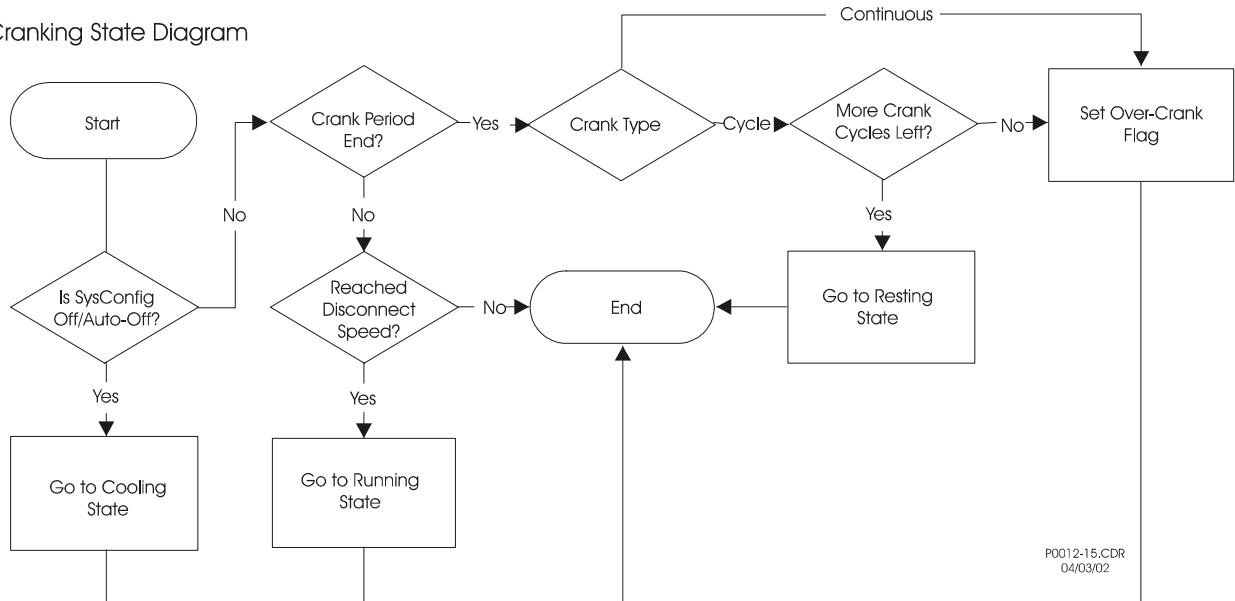 Cranking State Diagram
Continuous
Start
Crank Period
End?
Yes
Crank Type
Cycle
More Crank
Cycles Left?
No
Set Over-Crank
Flag
No
No
Yes
Is SysConfig
Off/Auto-Off?
Reached
Disconnect
Speed?
No
End
Go to Resting
State
Yes
Yes
Go to Cooling
State
Go to Running
State
P0012-15.CDR
04/03/02